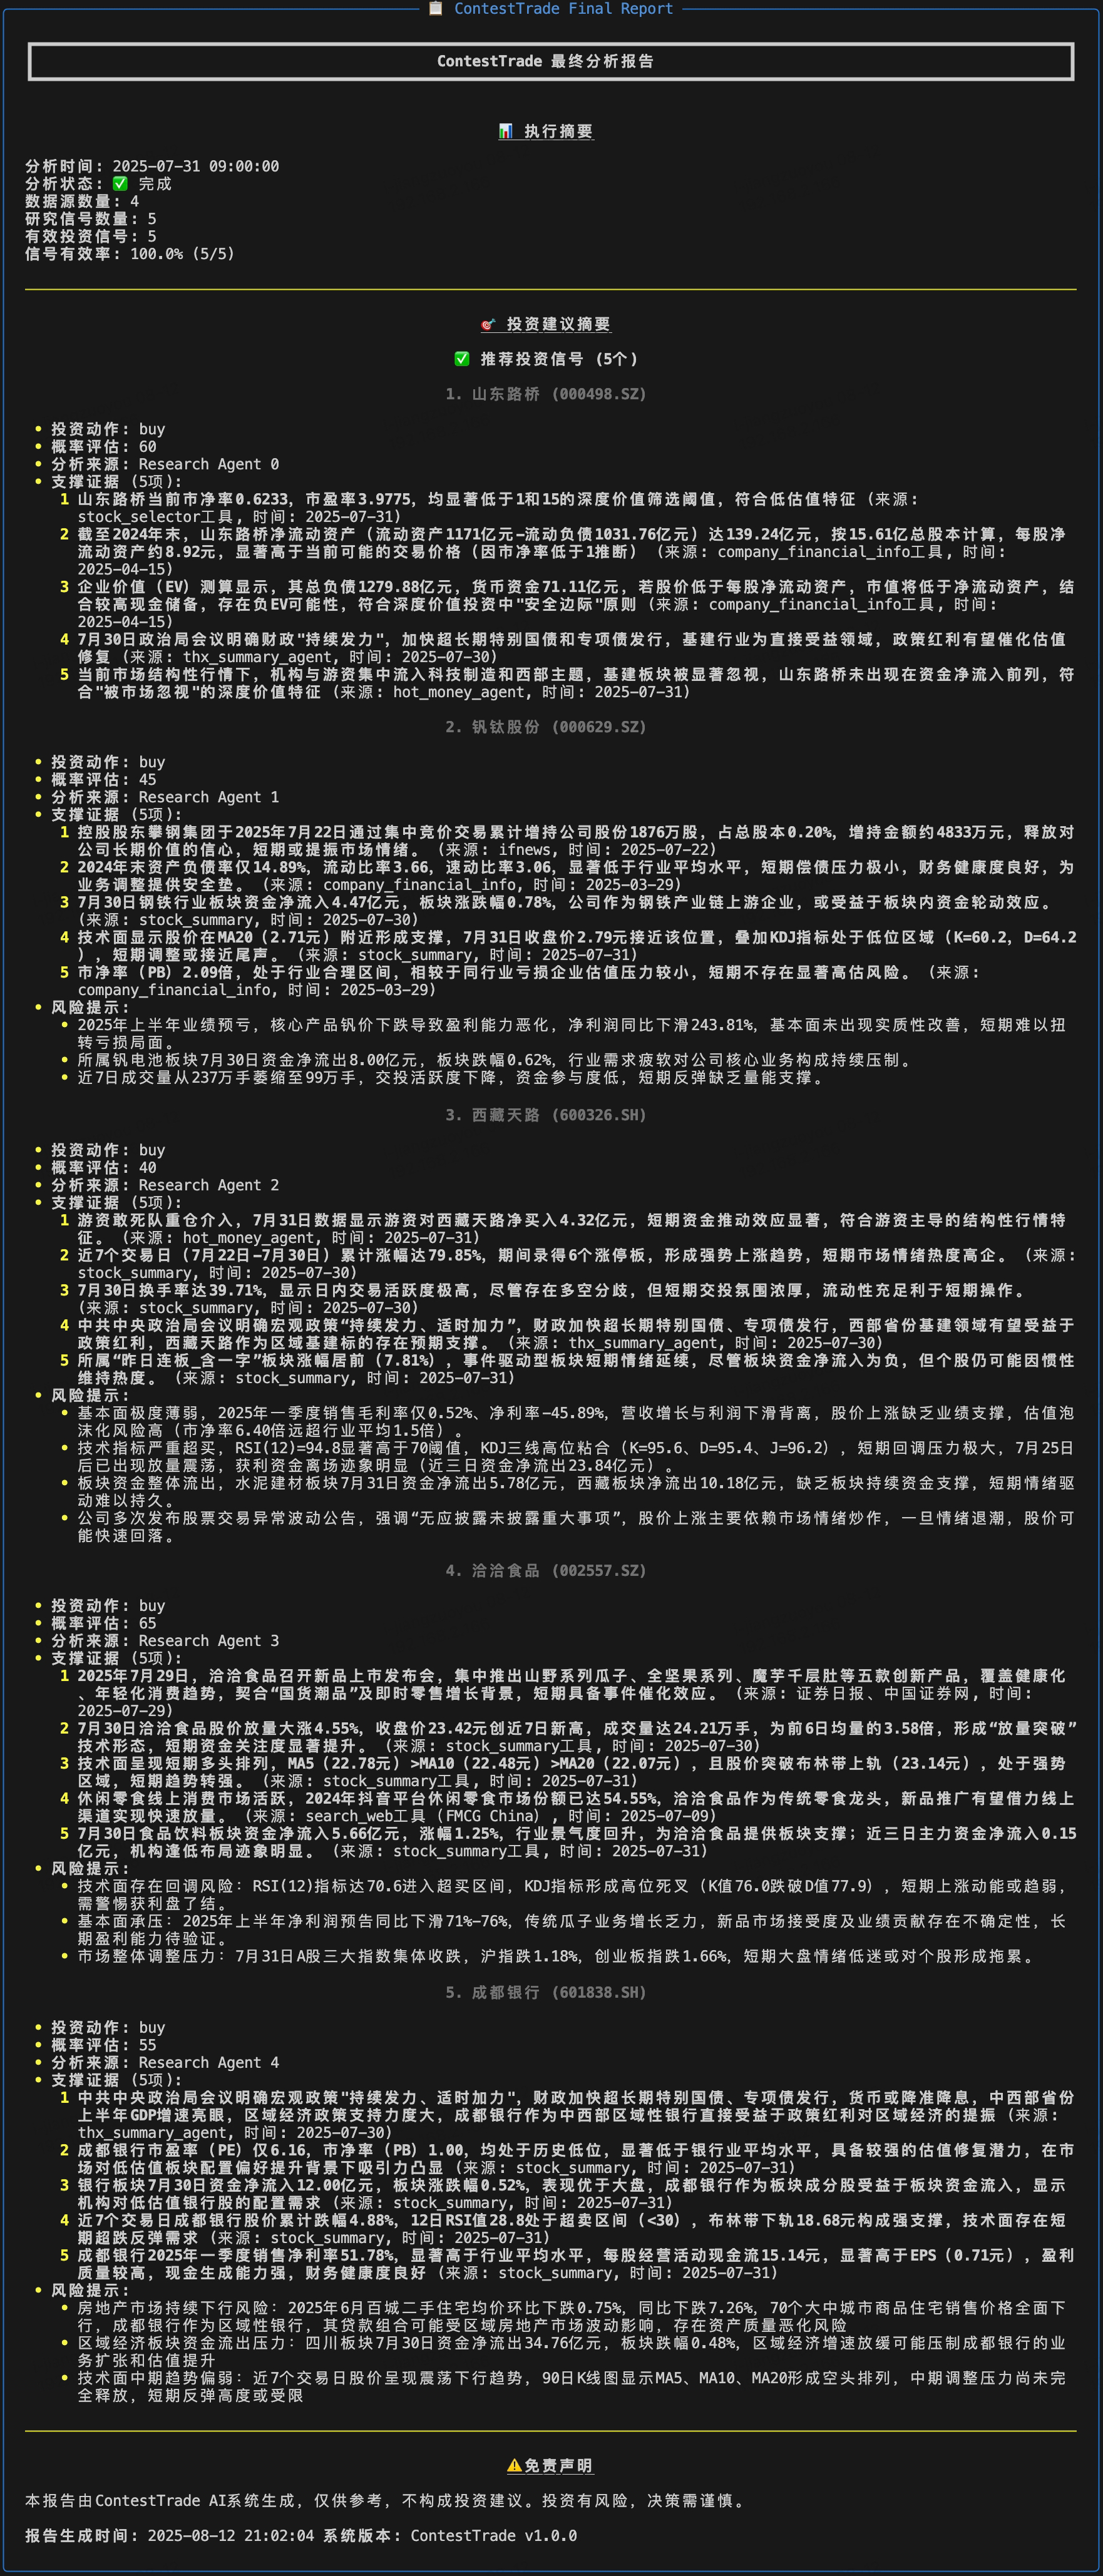 📋 ContestTrade Final Report
ContestTrade 最终分析报告
📊 执行摘要
分析时间: 2025-07-31 09:00:00
分析状态: ✅ 完成
数据源数量: 4
研究信号数量: 5
有效投资信号: 5
信号有效率: 100.0% (5/5)
🎯 投资建议摘要
✅ 推荐投资信号 (5个)
1. 山东路桥 (000498.SZ)
• 投资动作: buy
• 概率评估: 60
• 分析来源: Research Agent 0
• 支撑证据 (5项):
1 山东路桥当前市净率0.6233，市盈率3.9775，均显著低于1和15的深度价值筛选阈值，符合低估值特征 (来源:
stock_selector工具, 时间: 2025-07-31)
2 截至2024年末，山东路桥净流动资产（流动资产1171亿元-流动负债1031.76亿元）达139.24亿元，按15.61亿总股本计算，每股净
流动资产约8.92元，显著高于当前可能的交易价格（因市净率低于1推断） (来源: company_financial_info工具, 时间:
2025-04-15)
3 企业价值（EV）测算显示，其总负债1279.88亿元，货币资金71.11亿元，若股价低于每股净流动资产，市值将低于净流动资产，结
合较高现金储备，存在负EV可能性，符合深度价值投资中"安全边际"原则 (来源: company_financial_info工具, 时间:
2025-04-15)
4 7月30日政治局会议明确财政"持续发力"，加快超长期特别国债和专项债发行，基建行业为直接受益领域，政策红利有望催化估值
修复 (来源: thx_summary_agent, 时间: 2025-07-30)
5 当前市场结构性行情下，机构与游资集中流入科技制造和西部主题，基建板块被显著忽视，山东路桥未出现在资金净流入前列，符
合"被市场忽视"的深度价值特征 (来源: hot_money_agent, 时间: 2025-07-31)
2. 钒钛股份 (000629.SZ)
• 投资动作: buy
• 概率评估: 45
• 分析来源: Research Agent 1
• 支撑证据 (5项):
1 控股股东攀钢集团于2025年7月22日通过集中竞价交易累计增持公司股份1876万股，占总股本0.20%，增持金额约4833万元，释放对
公司长期价值的信心，短期或提振市场情绪。 (来源: ifnews, 时间: 2025-07-22)
2 2024年末资产负债率仅14.89%，流动比率3.66，速动比率3.06，显著低于行业平均水平，短期偿债压力极小，财务健康度良好，为
业务调整提供安全垫。 (来源: company_financial_info, 时间: 2025-03-29)
3 7月30日钢铁行业板块资金净流入4.47亿元，板块涨跌幅0.78%，公司作为钢铁产业链上游企业，或受益于板块内资金轮动效应。
(来源: stock_summary, 时间: 2025-07-30)
4 技术面显示股价在MA20（2.71元）附近形成支撑，7月31日收盘价2.79元接近该位置，叠加KDJ指标处于低位区域（K=60.2，D=64.2
），短期调整或接近尾声。 (来源: stock_summary, 时间: 2025-07-31)
5 市净率（PB）2.09倍，处于行业合理区间，相较于同行业亏损企业估值压力较小，短期不存在显著高估风险。 (来源:
company_financial_info, 时间: 2025-03-29)
• 风险提示:
• 2025年上半年业绩预亏，核心产品钒价下跌导致盈利能力恶化，净利润同比下滑243.81%，基本面未出现实质性改善，短期难以扭
转亏损局面。
• 所属钒电池板块7月30日资金净流出8.00亿元，板块跌幅0.62%，行业需求疲软对公司核心业务构成持续压制。
• 近7日成交量从237万手萎缩至99万手，交投活跃度下降，资金参与度低，短期反弹缺乏量能支撑。
3. 西藏天路 (600326.SH)
• 投资动作: buy
• 概率评估: 40
• 分析来源: Research Agent 2
• 支撑证据 (5项):
1 游资敢死队重仓介入，7月31日数据显示游资对西藏天路净买入4.32亿元，短期资金推动效应显著，符合游资主导的结构性行情特
征。 (来源: hot_money_agent, 时间: 2025-07-31)
2 近7个交易日（7月22日-7月30日）累计涨幅达79.85%，期间录得6个涨停板，形成强势上涨趋势，短期市场情绪热度高企。 (来源:
stock_summary, 时间: 2025-07-30)
3 7月30日换手率达39.71%，显示日内交易活跃度极高，尽管存在多空分歧，但短期交投氛围浓厚，流动性充足利于短期操作。
(来源: stock_summary, 时间: 2025-07-30)
4 中共中央政治局会议明确宏观政策“持续发力、适时加力”，财政加快超长期特别国债、专项债发行，西部省份基建领域有望受益于
政策红利，西藏天路作为区域基建标的存在预期支撑。 (来源: thx_summary_agent, 时间: 2025-07-30)
5 所属“昨日连板_含一字”板块涨幅居前（7.81%），事件驱动型板块短期情绪延续，尽管板块资金净流入为负，但个股仍可能因惯性
维持热度。 (来源: stock_summary, 时间: 2025-07-31)
• 风险提示:
• 基本面极度薄弱，2025年一季度销售毛利率仅0.52%、净利率-45.89%，营收增长与利润下滑背离，股价上涨缺乏业绩支撑，估值泡
沫化风险高（市净率6.40倍远超行业平均1.5倍）。
• 技术指标严重超买，RSI(12)=94.8显著高于70阈值，KDJ三线高位粘合（K=95.6、D=95.4、J=96.2），短期回调压力极大，7月25日
后已出现放量震荡，获利资金离场迹象明显（近三日资金净流出23.84亿元）。
• 板块资金整体流出，水泥建材板块7月31日资金净流出5.78亿元，西藏板块净流出10.18亿元，缺乏板块持续资金支撑，短期情绪驱
动难以持久。
• 公司多次发布股票交易异常波动公告，强调“无应披露未披露重大事项”，股价上涨主要依赖市场情绪炒作，一旦情绪退潮，股价可
能快速回落。
4. 洽洽食品 (002557.SZ)
• 投资动作: buy
• 概率评估: 65
• 分析来源: Research Agent 3
• 支撑证据 (5项):
1 2025年7月29日，洽洽食品召开新品上市发布会，集中推出山野系列瓜子、全坚果系列、魔芋千层肚等五款创新产品，覆盖健康化
、年轻化消费趋势，契合“国货潮品”及即时零售增长背景，短期具备事件催化效应。 (来源: 证券日报、中国证券网, 时间:
2025-07-29)
2 7月30日洽洽食品股价放量大涨4.55%，收盘价23.42元创近7日新高，成交量达24.21万手，为前6日均量的3.58倍，形成“放量突破”
技术形态，短期资金关注度显著提升。 (来源: stock_summary工具, 时间: 2025-07-31)
3 技术面呈现短期多头排列，MA5（22.78元）>MA10（22.48元）>MA20（22.07元），且股价突破布林带上轨（23.14元），处于强势
区域，短期趋势转强。 (来源: stock_summary工具, 时间: 2025-07-31)
4 休闲零食线上消费市场活跃，2024年抖音平台休闲零食市场份额已达54.55%，洽洽食品作为传统零食龙头，新品推广有望借力线上
渠道实现快速放量。 (来源: search_web工具（FMCG China）, 时间: 2025-07-09)
5 7月30日食品饮料板块资金净流入5.66亿元，涨幅1.25%，行业景气度回升，为洽洽食品提供板块支撑；近三日主力资金净流入0.15
亿元，机构逢低布局迹象明显。 (来源: stock_summary工具, 时间: 2025-07-31)
• 风险提示:
• 技术面存在回调风险：RSI(12)指标达70.6进入超买区间，KDJ指标形成高位死叉（K值76.0跌破D值77.9），短期上涨动能或趋弱，
需警惕获利盘了结。
• 基本面承压：2025年上半年净利润预告同比下滑71%-76%，传统瓜子业务增长乏力，新品市场接受度及业绩贡献存在不确定性，长
期盈利能力待验证。
• 市场整体调整压力：7月31日A股三大指数集体收跌，沪指跌1.18%，创业板指跌1.66%，短期大盘情绪低迷或对个股形成拖累。
5. 成都银行 (601838.SH)
• 投资动作: buy
• 概率评估: 55
• 分析来源: Research Agent 4
• 支撑证据 (5项):
1 中共中央政治局会议明确宏观政策"持续发力、适时加力"，财政加快超长期特别国债、专项债发行，货币或降准降息，中西部省份
上半年GDP增速亮眼，区域经济政策支持力度大，成都银行作为中西部区域性银行直接受益于政策红利对区域经济的提振 (来源:
thx_summary_agent, 时间: 2025-07-30)
2 成都银行市盈率（PE）仅6.16，市净率（PB）1.00，均处于历史低位，显著低于银行业平均水平，具备较强的估值修复潜力，在市
场对低估值板块配置偏好提升背景下吸引力凸显 (来源: stock_summary, 时间: 2025-07-31)
3 银行板块7月30日资金净流入12.00亿元，板块涨跌幅0.52%，表现优于大盘，成都银行作为板块成分股受益于板块资金流入，显示
机构对低估值银行股的配置需求 (来源: stock_summary, 时间: 2025-07-31)
4 近7个交易日成都银行股价累计跌幅4.88%，12日RSI值28.8处于超卖区间（<30），布林带下轨18.68元构成强支撑，技术面存在短
期超跌反弹需求 (来源: stock_summary, 时间: 2025-07-31)
5 成都银行2025年一季度销售净利率51.78%，显著高于行业平均水平，每股经营活动现金流15.14元，显著高于EPS（0.71元），盈利
质量较高，现金生成能力强，财务健康度良好 (来源: stock_summary, 时间: 2025-07-31)
• 风险提示:
• 房地产市场持续下行风险：2025年6月百城二手住宅均价环比下跌0.75%，同比下跌7.26%，70个大中城市商品住宅销售价格全面下
行，成都银行作为区域性银行，其贷款组合可能受区域房地产市场波动影响，存在资产质量恶化风险
• 区域经济板块资金流出压力：四川板块7月30日资金净流出34.76亿元，板块跌幅0.48%，区域经济增速放缓可能压制成都银行的业
务扩张和估值提升
• 技术面中期趋势偏弱：近7个交易日股价呈现震荡下行趋势，90日K线图显示MA5、MA10、MA20形成空头排列，中期调整压力尚未完
全释放，短期反弹高度或受限
⚠️免责声明
本报告由ContestTrade AI系统生成，仅供参考，不构成投资建议。投资有风险，决策需谨慎。
报告生成时间: 2025-08-12 21:02:04 系统版本: ContestTrade v1.0.0